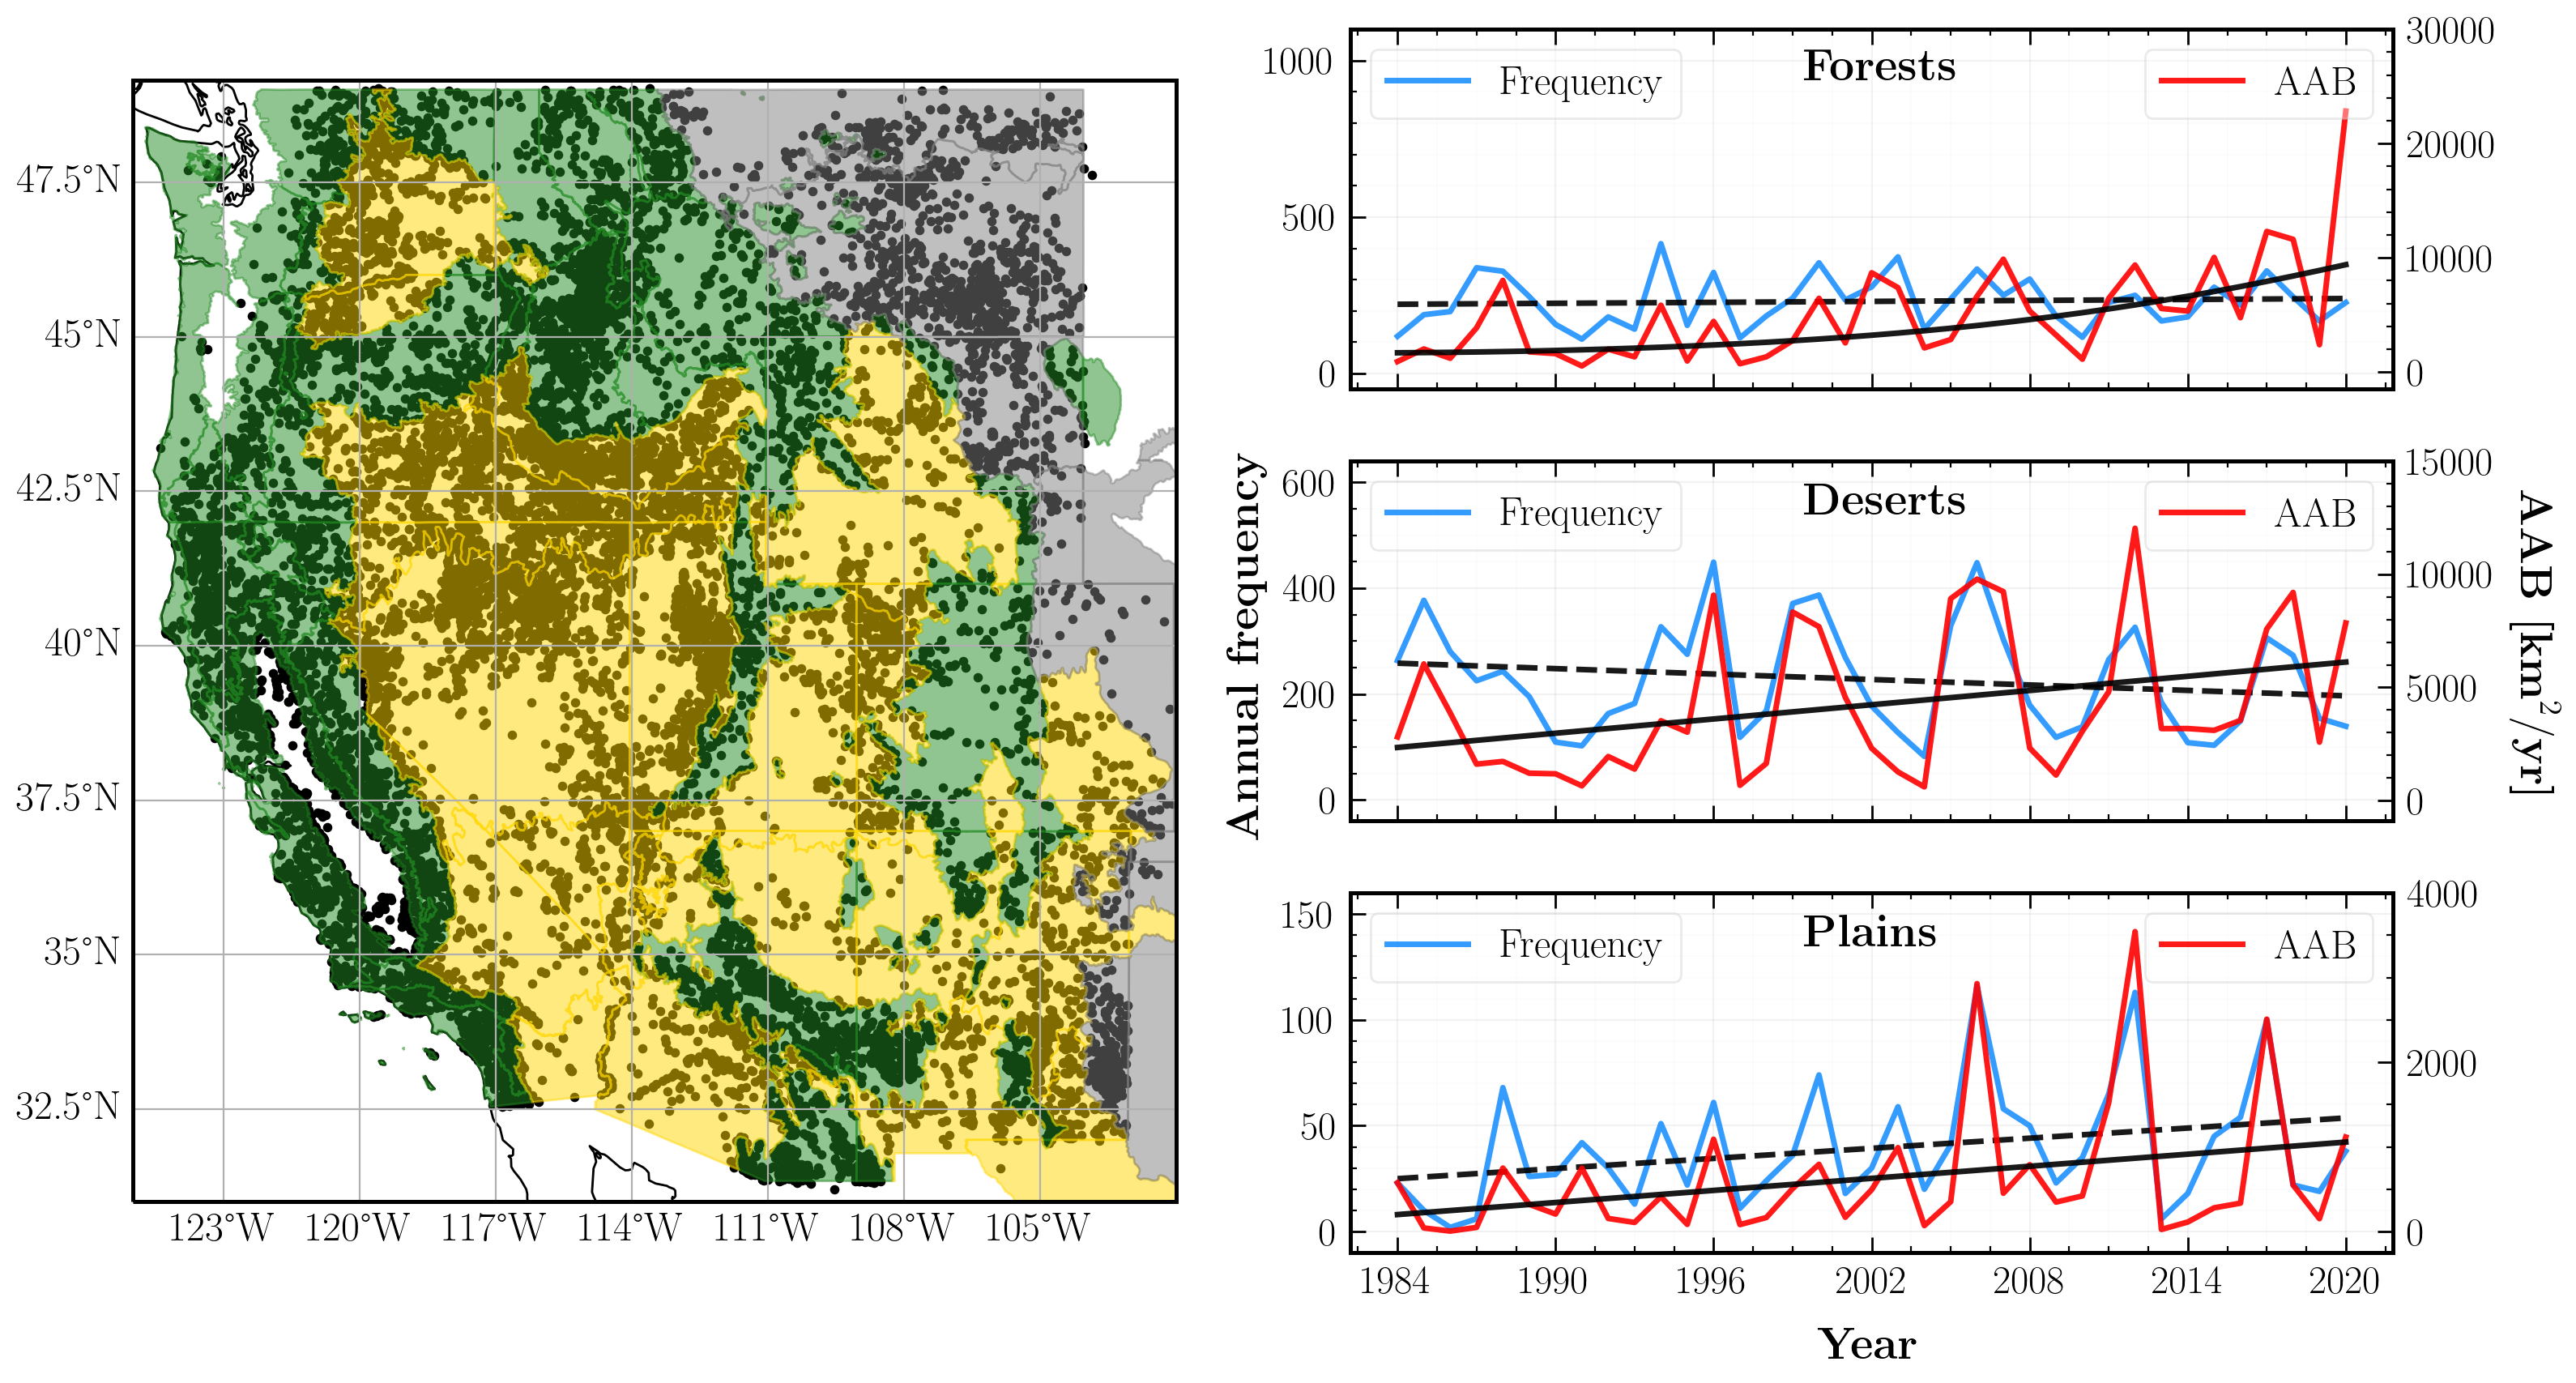 47.5°N
45°N
42.5°N
40°N
37.5°N
35°N
32.5°N
123°W 120°W 117°W 114°W 111°W 108°W 105°W
Annual frequency
Forests
Frequency
AAB
1000
500
0
30000
20000
10000
0
Deserts
Frequency
AAB
600
400
200
0
15000
10000
5000
0
Plains
Frequency
AAB
150
100
50
0
4000
2000
0
1984 1990 1996 2002 2008 2014 2020
Year
AAB [km²/yr]